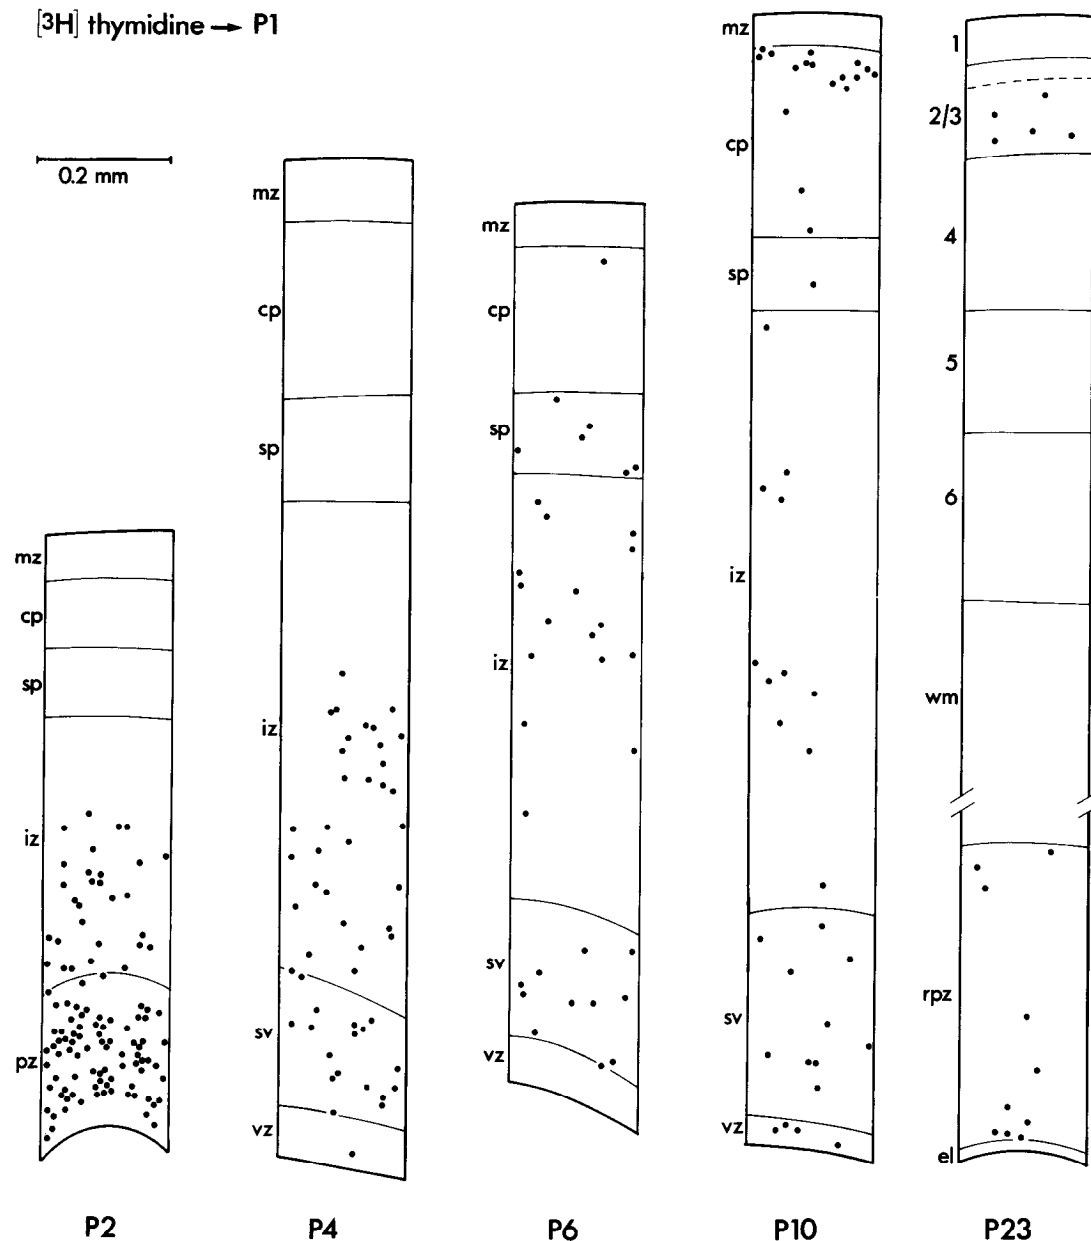 [3H] thymidine → P1
0.2 mm
mz
cp
sp
iz
pz
P2
mz
cp
sp
iz
sv
vz
P4
mz
cp
sp
iz
sv
vz
P6
mz
cp
sp
iz
sv
vz
P10
1
2/3
4
5
6
wm
rpz
el
P23